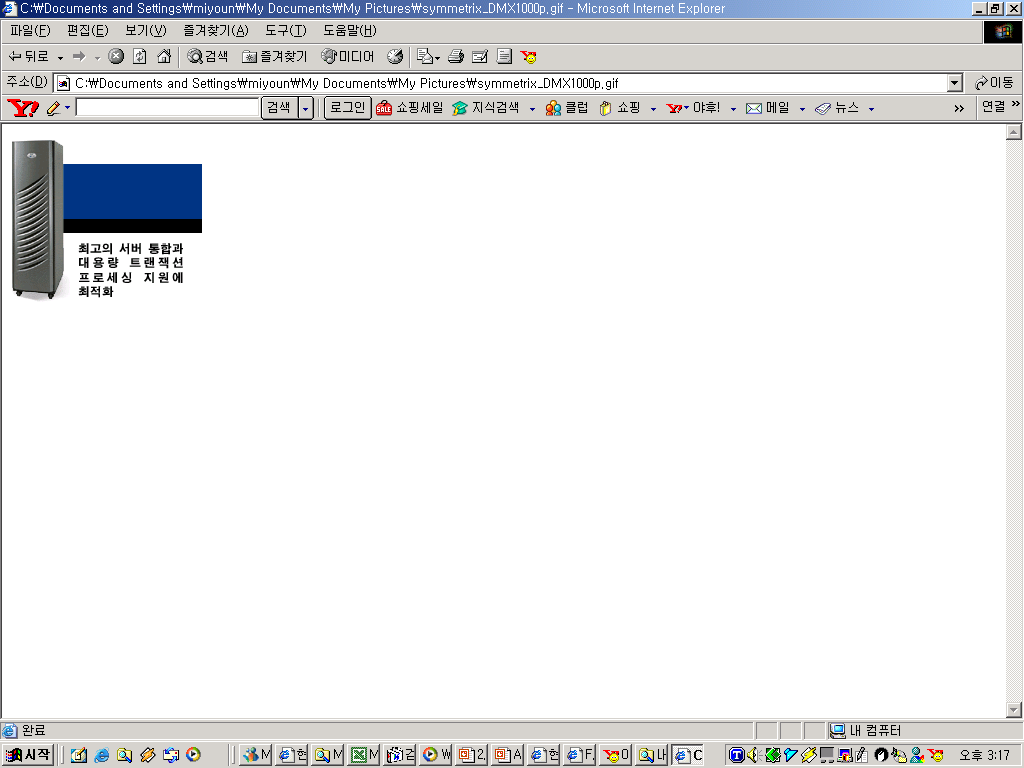 C:₩Documents and Settings₩miyoun₩My Documents₩My Pictures₩symmetrix_DMX1000p.gif - Microsoft Internet Explorer
파일(F) 편집(E) 보기(V) 즐겨찾기(A) 도구(T) 도움말(H)
뒤로 검색 즐겨찾기 미디어
주소(D) C:₩Documents and Settings₩miyoun₩My Documents₩My Pictures₩symmetrix_DMX1000p.gif 이동
Y! 검색 로그인 SALE 쇼핑세일 지식검색 클럽 쇼핑 Y! 야후! 메일 뉴스 » 연결 »
최고의 서버 통합과
대용량 트랜잭션
프로세싱 지원에
최적화
완료 내 컴퓨터
시작 M 현 M M 검 W 2, A 현 F. O 내 C 오후 3:17